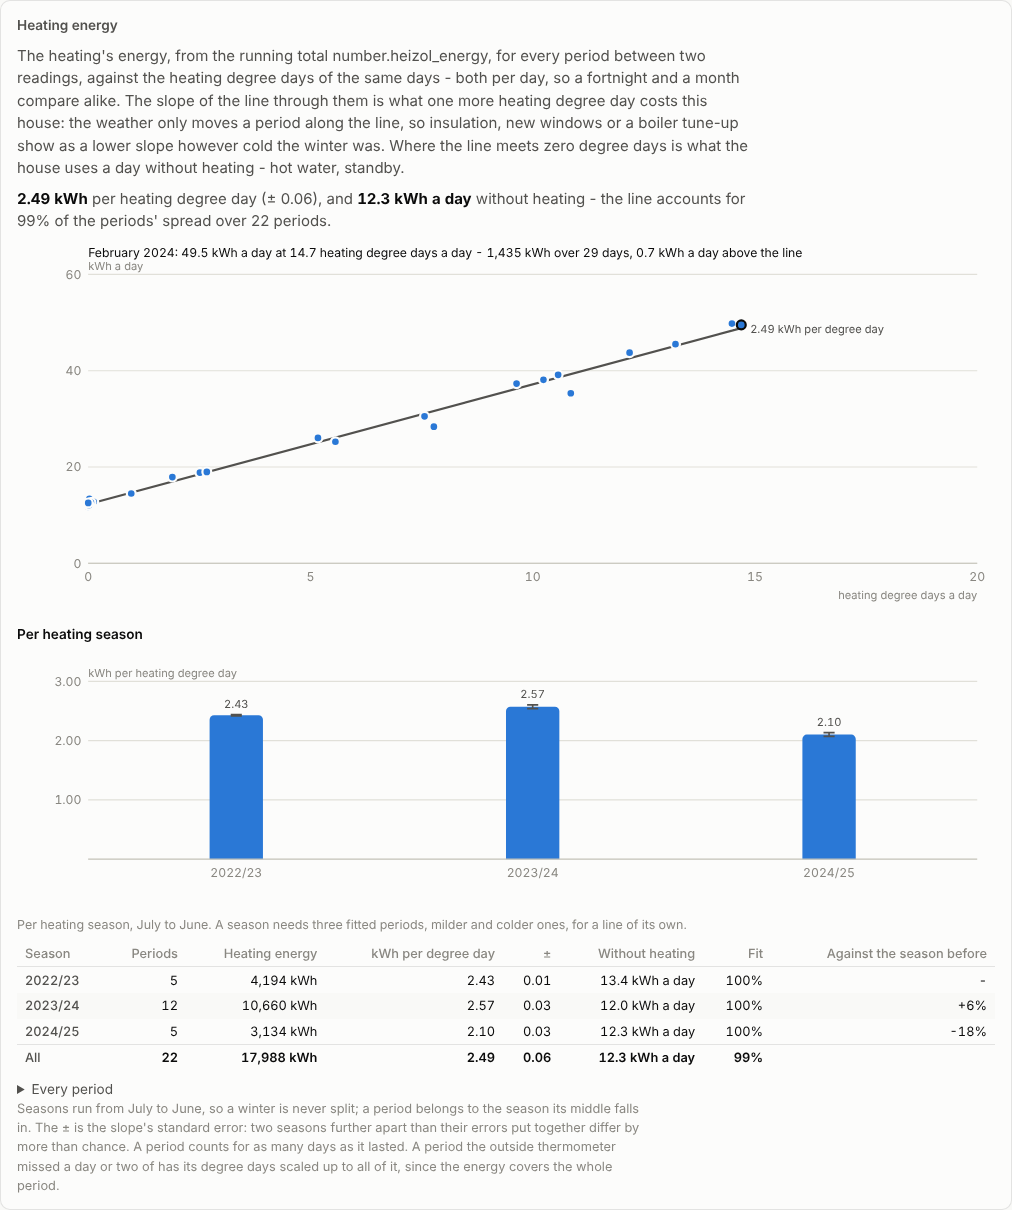 Heating energy
The heating's energy, from the running total number.heizol_energy, for every period between two
readings, against the heating degree days of the same days - both per day, so a fortnight and a month
compare alike. The slope of the line through them is what one more heating degree day costs this
house: the weather only moves a period along the line, so insulation, new windows or a boiler tune-up
show as a lower slope however cold the winter was. Where the line meets zero degree days is what the
house uses a day without heating - hot water, standby.
2.49 kWh per heating degree day (± 0.06), and 12.3 kWh a day without heating - the line accounts for
99% of the periods' spread over 22 periods.
February 2024: 49.5 kWh a day at 14.7 heating degree days a day - 1,435 kWh over 29 days, 0.7 kWh a day above the line
kWh a day
60
2.49 kWh per degree day
40
20
0
0 5 10 15 20
heating degree days a day
Per heating season
kWh per heating degree day
3.00
2.43 2.57 2.10
2.00
1.00
2022/23 2023/24 2024/25
Per heating season, July to June. A season needs three fitted periods, milder and colder ones, for a line of its own.
Season Periods Heating energy kWh per degree day ± Without heating Fit Against the season before
2022/23 5 4,194 kWh 2.43 0.01 13.4 kWh a day 100% -
2023/24 12 10,660 kWh 2.57 0.03 12.0 kWh a day 100% +6%
2024/25 5 3,134 kWh 2.10 0.03 12.3 kWh a day 100% -18%
All 22 17,988 kWh 2.49 0.06 12.3 kWh a day 99%
Every period
Seasons run from July to June, so a winter is never split; a period belongs to the season its middle falls
in. The ± is the slope's standard error: two seasons further apart than their errors put together differ by
more than chance. A period counts for as many days as it lasted. A period the outside thermometer
missed a day or two of has its degree days scaled up to all of it, since the energy covers the whole
period.